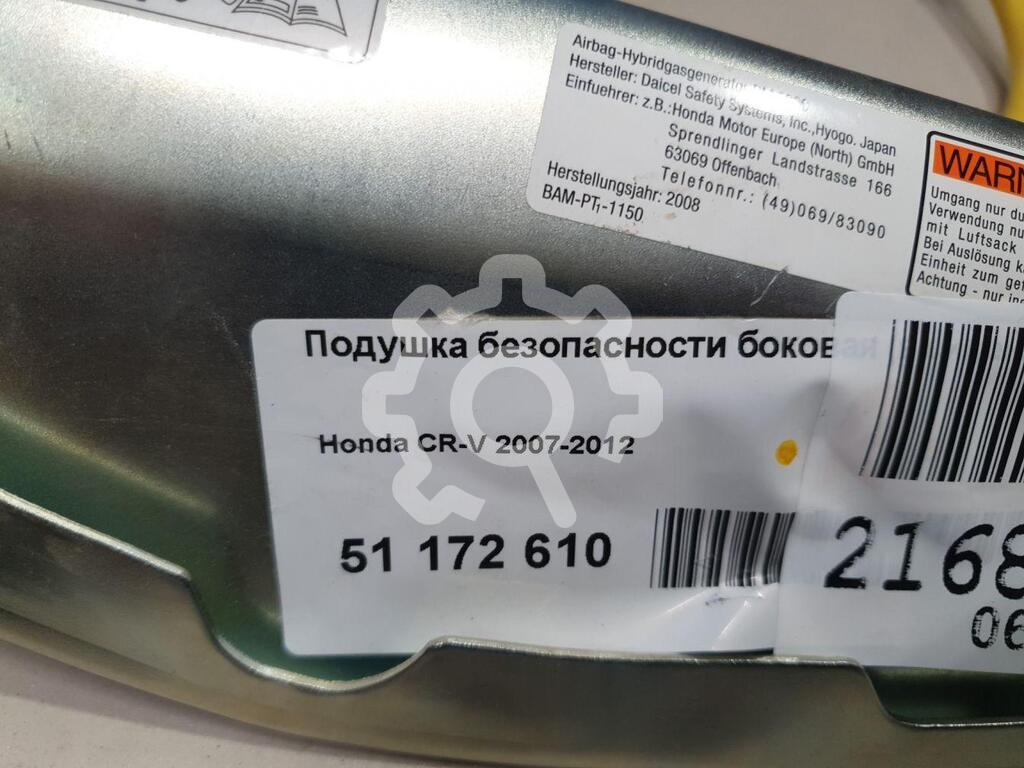 Airbag-Hybridgasgenerator
Hersteller: Daicel Safety Systems, Inc.,Hyogo. Japan
Einfuehrer: z.B.:Honda Motor Europe (North) GmbH
Sprendlinger Landstrasse 166
63069 Offenbach
Telefonnr.: (49)069/83090
Herstellungsjahr: 2008
BAM-PT₁-1150
WARN
Umgang nur du
Verwendung nu
mit Luftsack
Bei Auslösung k
Einheit zum gef
Achtung - nur in
Подушка безопасности боковая
Honda CR-V 2007-2012
51 172 610
2168
06